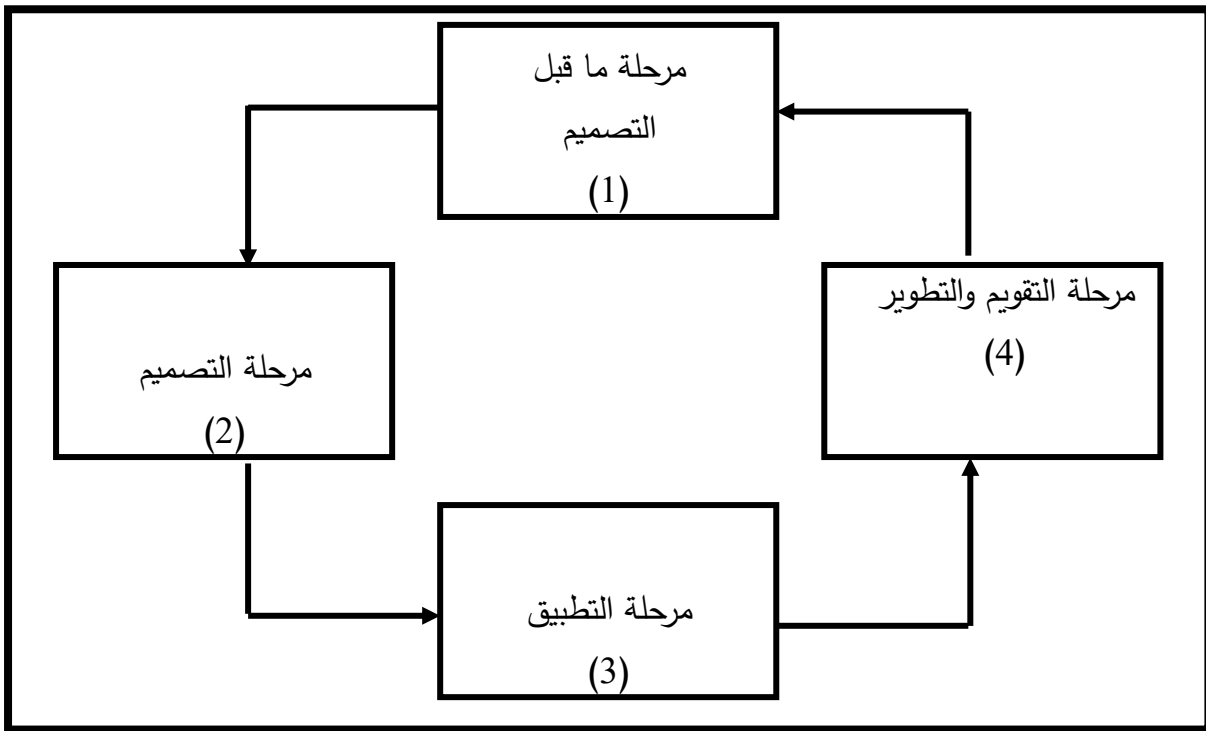 مرحلة ما قبل
التصميم
(1)
مرحلة التصميم
(2)
مرحلة التطبيق
(3)
مرحلة التقويم والتطوير
(4)